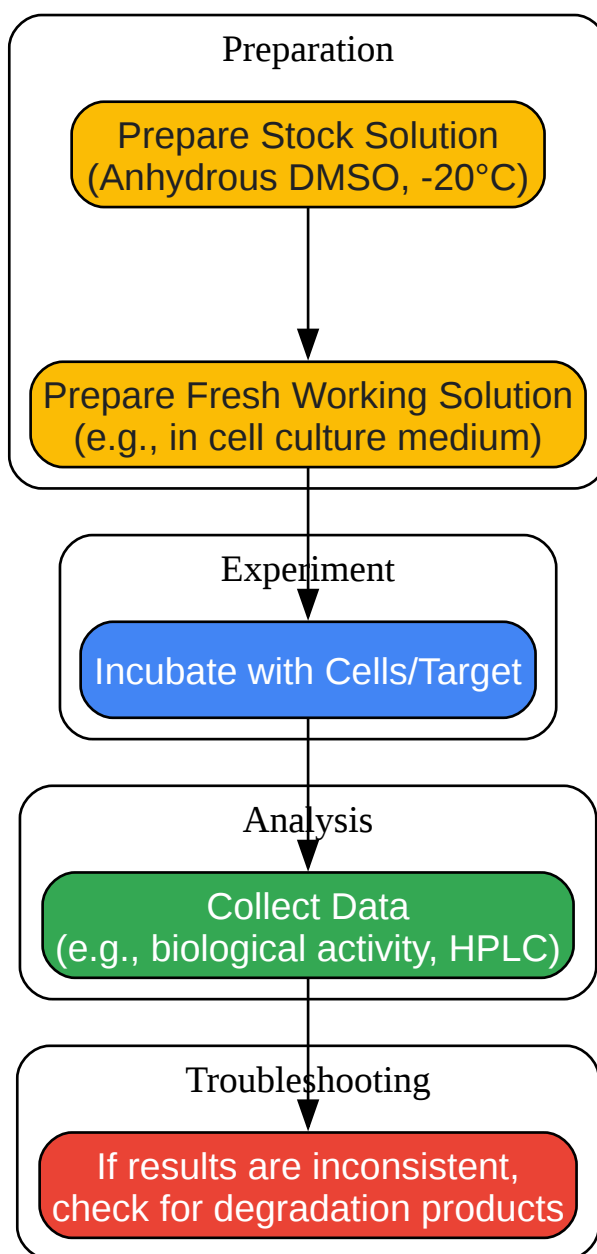 Preparation
Prepare Stock Solution
(Anhydrous DMSO, -20°C)
Prepare Fresh Working Solution
(e.g., in cell culture medium)
Experiment
Incubate with Cells/Target
Analysis
Collect Data
(e.g., biological activity, HPLC)
Troubleshooting
If results are inconsistent,
check for degradation products